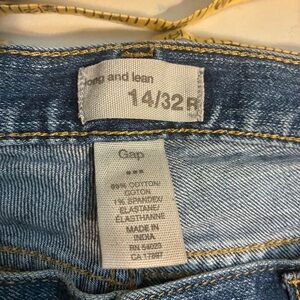 long and lean
14/32R
Gap
***
99% COTTON/
COTON
1% SPANDEX/
ELASTANE/
ÉLASTHANNE
MADE IN
INDIA
RN 54023
CA 17897